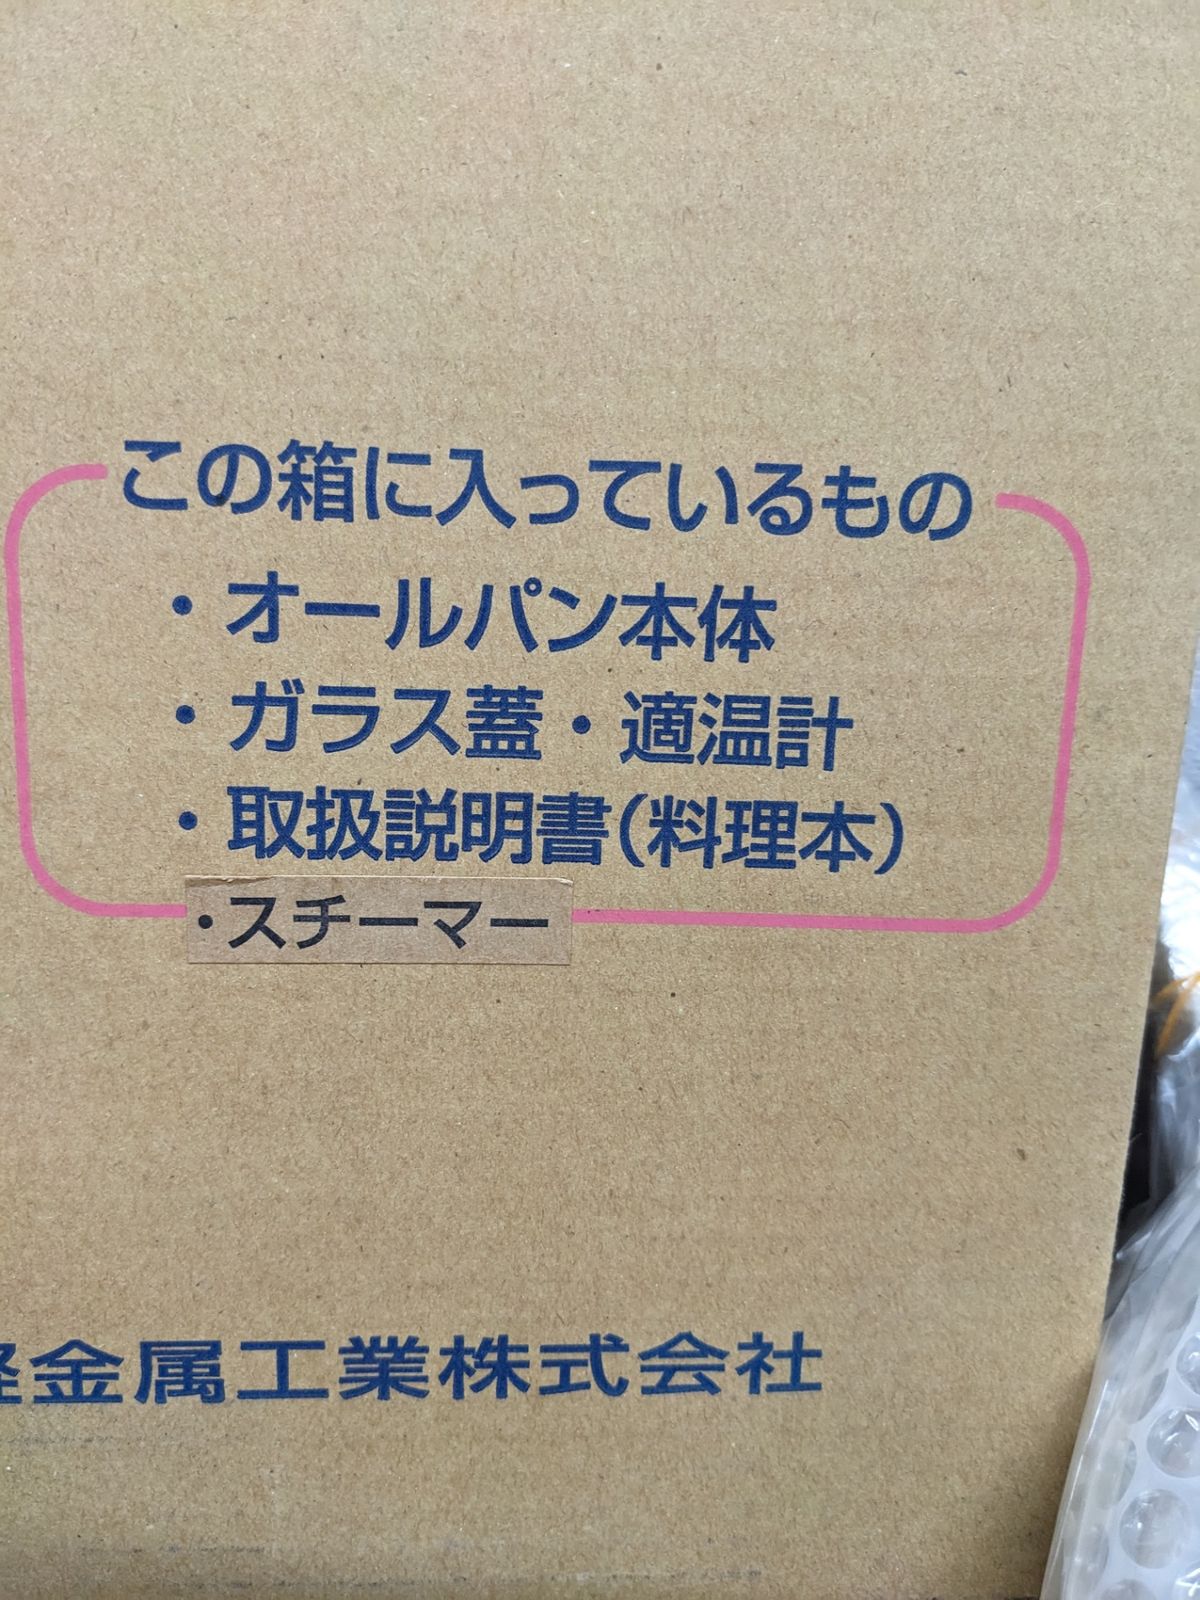 この箱に入っているもの
・オールパン本体
・ガラス蓋・適温計
・取扱説明書(料理本)
・スチーマー
軽金属工業株式会社